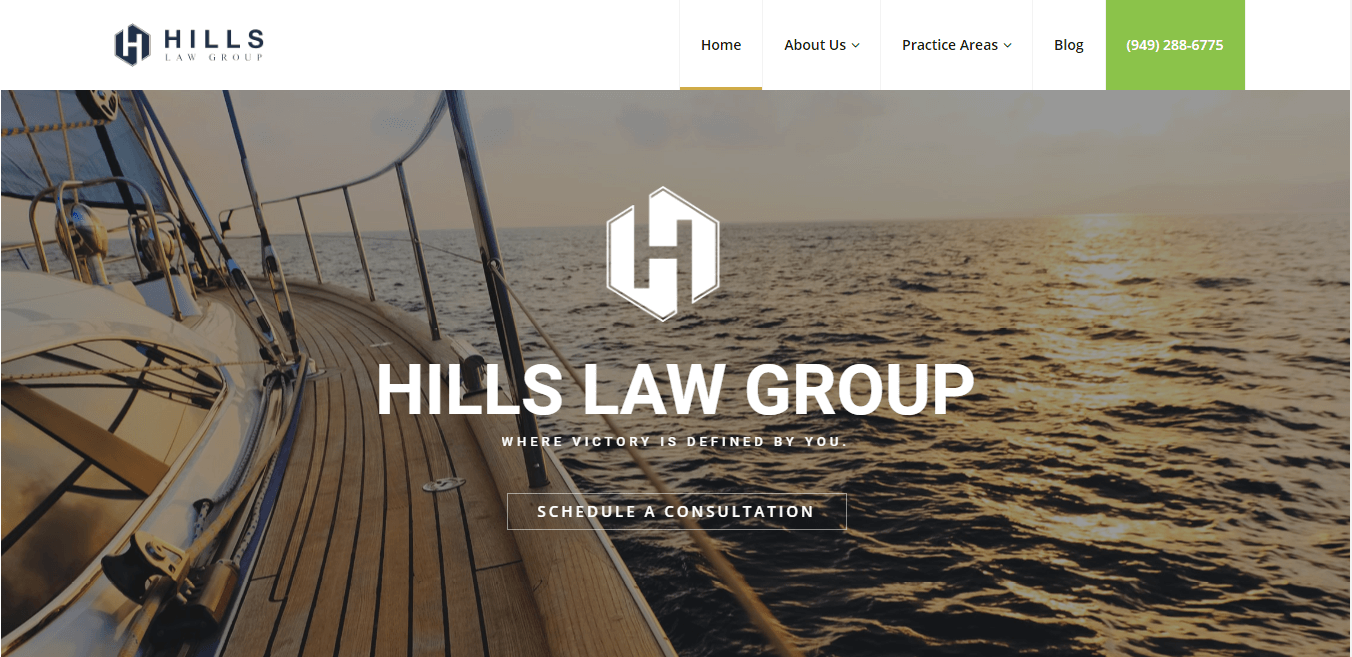 HILLS
LAW GROUP
Home
About Us
Practice Areas
Blog
(949) 288-6775
HILLS LAW GROUP
WHERE VICTORY IS DEFINED BY YOU.
SCHEDULE A CONSULTATION